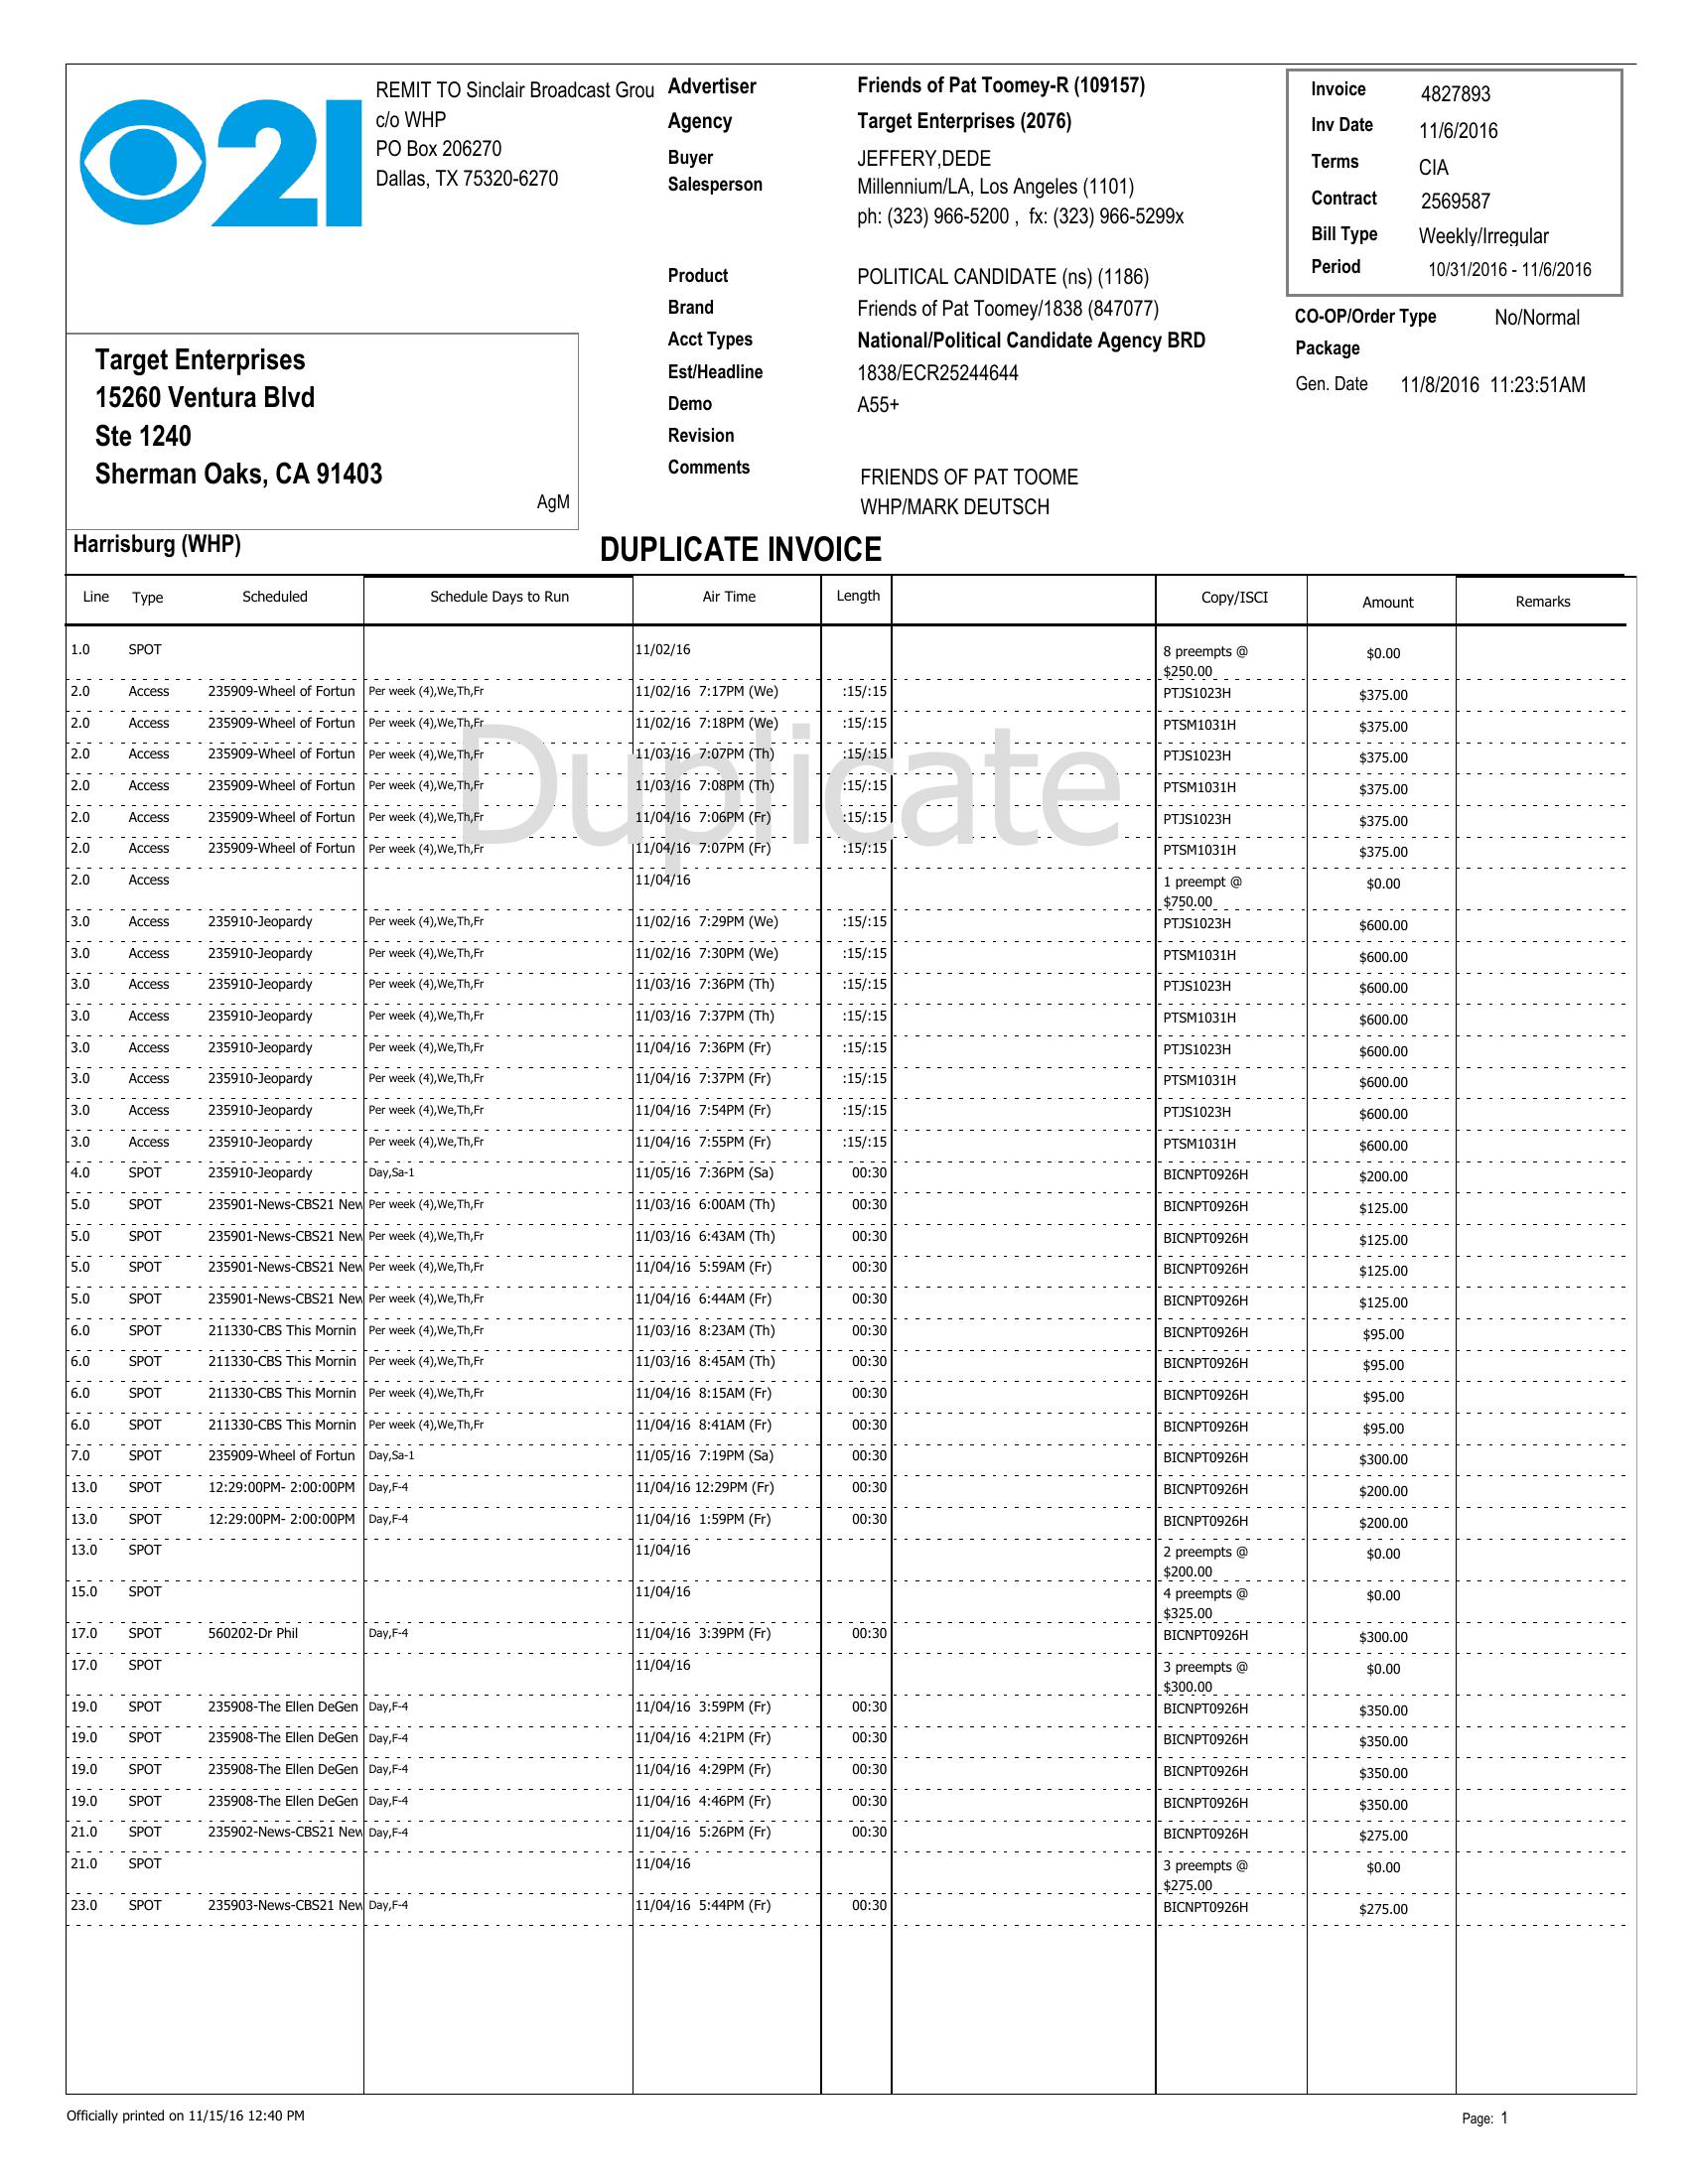 21
REMIT TO Sinclair Broadcast Grou
c/o WHP
PO Box 206270
Dallas, TX 75320-6270
Advertiser Friends of Pat Toomey-R (109157)
Agency Target Enterprises (2076)
Buyer JEFFERY,DEDE
Salesperson Millennium/LA, Los Angeles (1101)
ph: (323) 966-5200 , fx: (323) 966-5299x
Product POLITICAL CANDIDATE (ns) (1186)
Brand Friends of Pat Toomey/1838 (847077)
Acct Types National/Political Candidate Agency BRD
Est/Headline 1838/ECR25244644
Demo A55+
Revision
Comments FRIENDS OF PAT TOOME
WHP/MARK DEUTSCH
Invoice 4827893
Inv Date 11/6/2016
Terms CIA
Contract 2569587
Bill Type Weekly/Irregular
Period 10/31/2016 - 11/6/2016
CO-OP/Order Type No/Normal
Package
Gen. Date 11/8/2016 11:23:51AM
Target Enterprises
15260 Ventura Blvd
Ste 1240
Sherman Oaks, CA 91403
AgM
Harrisburg (WHP) DUPLICATE INVOICE
Line Type Scheduled Schedule Days to Run Air Time Length Copy/ISCI Amount Remarks
1.0 SPOT 11/02/16 8 preempts @ $0.00
$250.00
2.0 Access 235909-Wheel of Fortun Per week (4),We,Th,Fr 11/02/16 7:17PM (We) :15/:15 PTJS1023H $375.00
2.0 Access 235909-Wheel of Fortun Per week (4),We,Th,Fr 11/02/16 7:18PM (We) :15/:15 PTSM1031H $375.00
2.0 Access 235909-Wheel of Fortun Per week (4),We,Th,Fr 11/03/16 7:07PM (Th) :15/:15 PTJS1023H $375.00
2.0 Access 235909-Wheel of Fortun Per week (4),We,Th,Fr 11/03/16 7:08PM (Th) :15/:15 PTSM1031H $375.00
2.0 Access 235909-Wheel of Fortun Per week (4),We,Th,Fr 11/04/16 7:06PM (Fr) :15/:15 PTJS1023H $375.00
2.0 Access 235909-Wheel of Fortun Per week (4),We,Th,Fr 11/04/16 7:07PM (Fr) :15/:15 PTSM1031H $375.00
Duplicate
2.0 Access 11/04/16 1 preempt @ $0.00
$750.00
3.0 Access 235910-Jeopardy Per week (4),We,Th,Fr 11/02/16 7:29PM (We) :15/:15 PTJS1023H $600.00
3.0 Access 235910-Jeopardy Per week (4),We,Th,Fr 11/02/16 7:30PM (We) :15/:15 PTSM1031H $600.00
3.0 Access 235910-Jeopardy Per week (4),We,Th,Fr 11/03/16 7:36PM (Th) :15/:15 PTJS1023H $600.00
3.0 Access 235910-Jeopardy Per week (4),We,Th,Fr 11/03/16 7:37PM (Th) :15/:15 PTSM1031H $600.00
3.0 Access 235910-Jeopardy Per week (4),We,Th,Fr 11/04/16 7:36PM (Fr) :15/:15 PTJS1023H $600.00
3.0 Access 235910-Jeopardy Per week (4),We,Th,Fr 11/04/16 7:37PM (Fr) :15/:15 PTSM1031H $600.00
3.0 Access 235910-Jeopardy Per week (4),We,Th,Fr 11/04/16 7:54PM (Fr) :15/:15 PTJS1023H $600.00
3.0 Access 235910-Jeopardy Per week (4),We,Th,Fr 11/04/16 7:55PM (Fr) :15/:15 PTSM1031H $600.00
4.0 SPOT 235910-Jeopardy Day,Sa-1 11/05/16 7:36PM (Sa) 00:30 BICNPT0926H $200.00
5.0 SPOT 235901-News-CBS21 New Per week (4),We,Th,Fr 11/03/16 6:00AM (Th) 00:30 BICNPT0926H $125.00
5.0 SPOT 235901-News-CBS21 New Per week (4),We,Th,Fr 11/03/16 6:43AM (Th) 00:30 BICNPT0926H $125.00
5.0 SPOT 235901-News-CBS21 New Per week (4),We,Th,Fr 11/04/16 5:59AM (Fr) 00:30 BICNPT0926H $125.00
5.0 SPOT 235901-News-CBS21 New Per week (4),We,Th,Fr 11/04/16 6:44AM (Fr) 00:30 BICNPT0926H $125.00
6.0 SPOT 211330-CBS This Mornin Per week (4),We,Th,Fr 11/03/16 8:23AM (Th) 00:30 BICNPT0926H $95.00
6.0 SPOT 211330-CBS This Mornin Per week (4),We,Th,Fr 11/03/16 8:45AM (Th) 00:30 BICNPT0926H $95.00
6.0 SPOT 211330-CBS This Mornin Per week (4),We,Th,Fr 11/04/16 8:15AM (Fr) 00:30 BICNPT0926H $95.00
6.0 SPOT 211330-CBS This Mornin Per week (4),We,Th,Fr 11/04/16 8:41AM (Fr) 00:30 BICNPT0926H $95.00
7.0 SPOT 235909-Wheel of Fortun Day,Sa-1 11/05/16 7:19PM (Sa) 00:30 BICNPT0926H $300.00
13.0 SPOT 12:29:00PM- 2:00:00PM Day,F-4 11/04/16 12:29PM (Fr) 00:30 BICNPT0926H $200.00
13.0 SPOT 12:29:00PM- 2:00:00PM Day,F-4 11/04/16 1:59PM (Fr) 00:30 BICNPT0926H $200.00
13.0 SPOT 11/04/16 2 preempts @ $0.00
$200.00
15.0 SPOT 11/04/16 4 preempts @ $0.00
$325.00
17.0 SPOT 560202-Dr Phil Day,F-4 11/04/16 3:39PM (Fr) 00:30 BICNPT0926H $300.00
17.0 SPOT 11/04/16 3 preempts @ $0.00
$300.00
19.0 SPOT 235908-The Ellen DeGen Day,F-4 11/04/16 3:59PM (Fr) 00:30 BICNPT0926H $350.00
19.0 SPOT 235908-The Ellen DeGen Day,F-4 11/04/16 4:21PM (Fr) 00:30 BICNPT0926H $350.00
19.0 SPOT 235908-The Ellen DeGen Day,F-4 11/04/16 4:29PM (Fr) 00:30 BICNPT0926H $350.00
19.0 SPOT 235908-The Ellen DeGen Day,F-4 11/04/16 4:46PM (Fr) 00:30 BICNPT0926H $350.00
21.0 SPOT 235902-News-CBS21 New Day,F-4 11/04/16 5:26PM (Fr) 00:30 BICNPT0926H $275.00
21.0 SPOT 11/04/16 3 preempts @ $0.00
$275.00
23.0 SPOT 235903-News-CBS21 New Day,F-4 11/04/16 5:44PM (Fr) 00:30 BICNPT0926H $275.00
Officially printed on 11/15/16 12:40 PM Page: 1